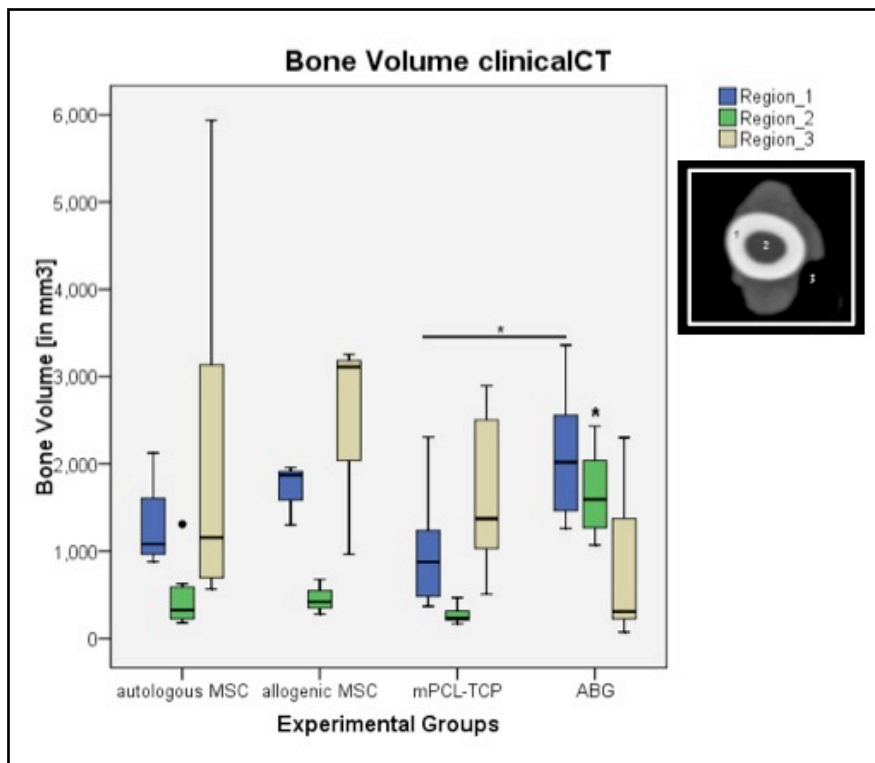 Bone Volume clinicalCT
Region_1
Region_2
Region_3
6,000
5,000
4,000
3,000
2,000
1,000
0
Bone Volume [in mm3]
*
*
1
2
3
autologous MSC
allogenic MSC
mPCL-TCP
ABG
Experimental Groups